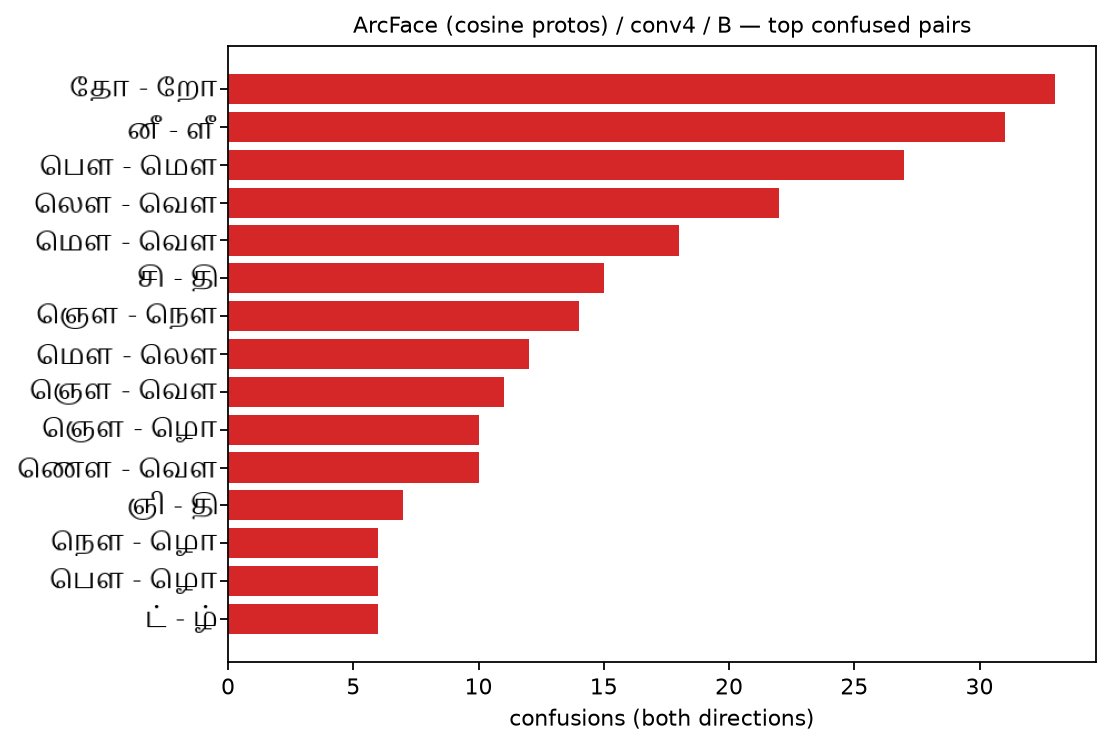 ArcFace (cosine protos) / conv4 / B — top confused pairs
தோ - றோ
னீ - ளீ
பௌ - மௌ
லௌ - வௌ
மௌ - வௌ
சி - தி
ஞௌ - நௌ
மௌ - லௌ
ஞௌ - வௌ
ஞௌ - ழொ
ணௌ - வௌ
ஞி - தி
நௌ - ழொ
பௌ - ழொ
ட் - ழ்
0 5 10 15 20 25 30
confusions (both directions)